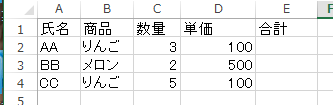 A B C D E F
1 氏名 商品 数量 単価 合計
2 AA りんご 3 100
3 BB メロン 2 500
4 CC りんご 5 100